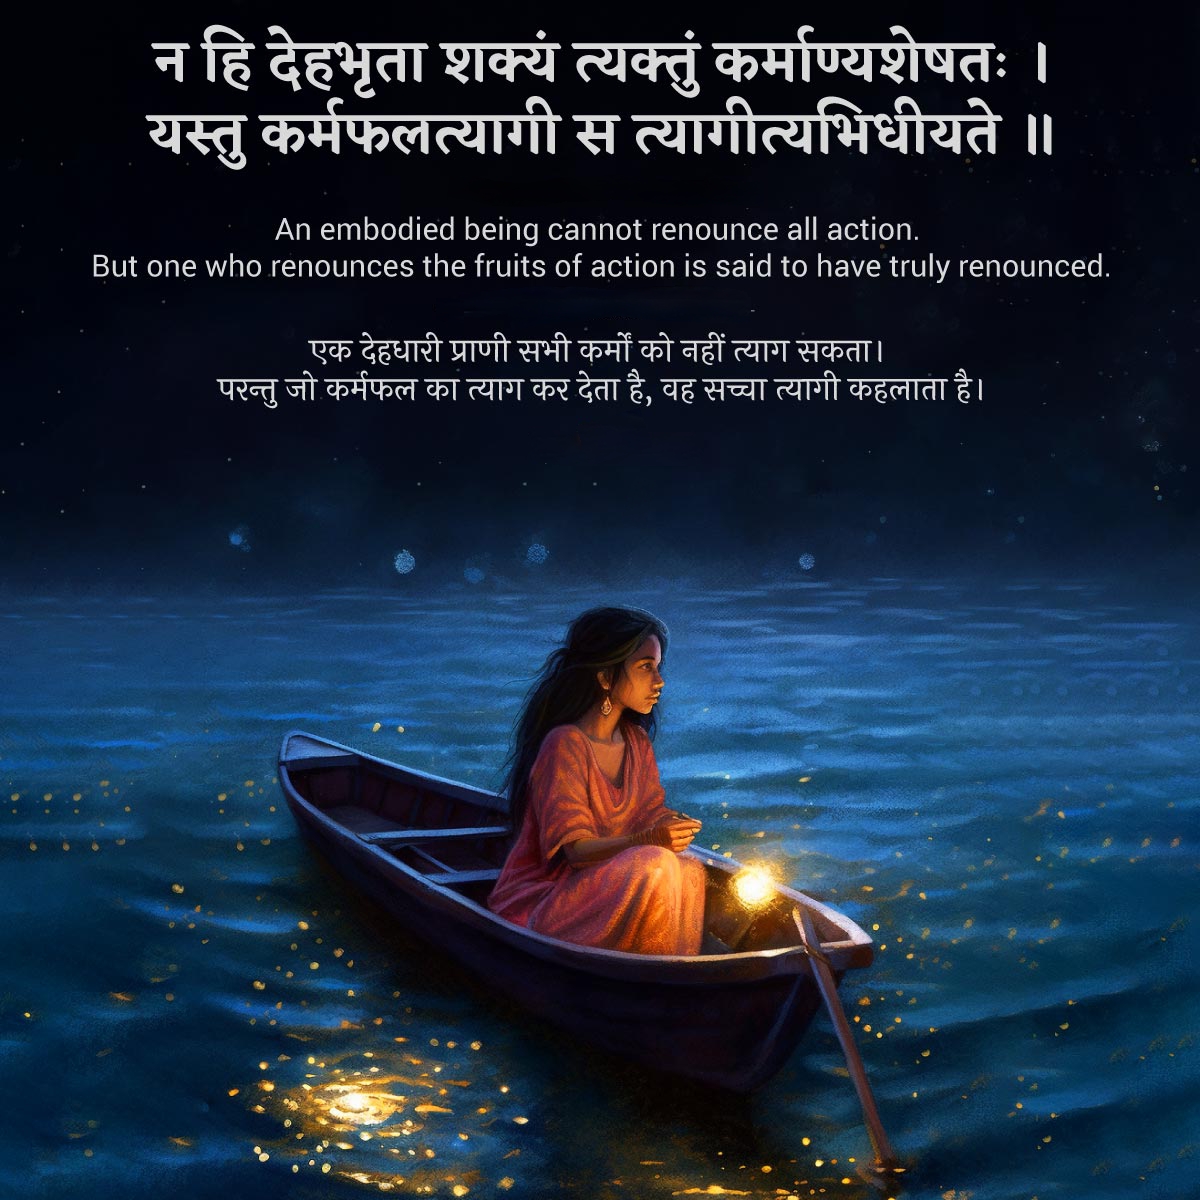 न हि देहभृता शक्यं त्यक्तुं कर्माण्यशेषतः ।
यस्तु कर्मफलत्यागी स त्यागीत्यभिधीयते ॥
An embodied being cannot renounce all action.
But one who renounces the fruits of action is said to have truly renounced.
एक देहधारी प्राणी सभी कर्मों को नहीं त्याग सकता।
परन्तु जो कर्मफल का त्याग कर देता है, वह सच्चा त्यागी कहलाता है।